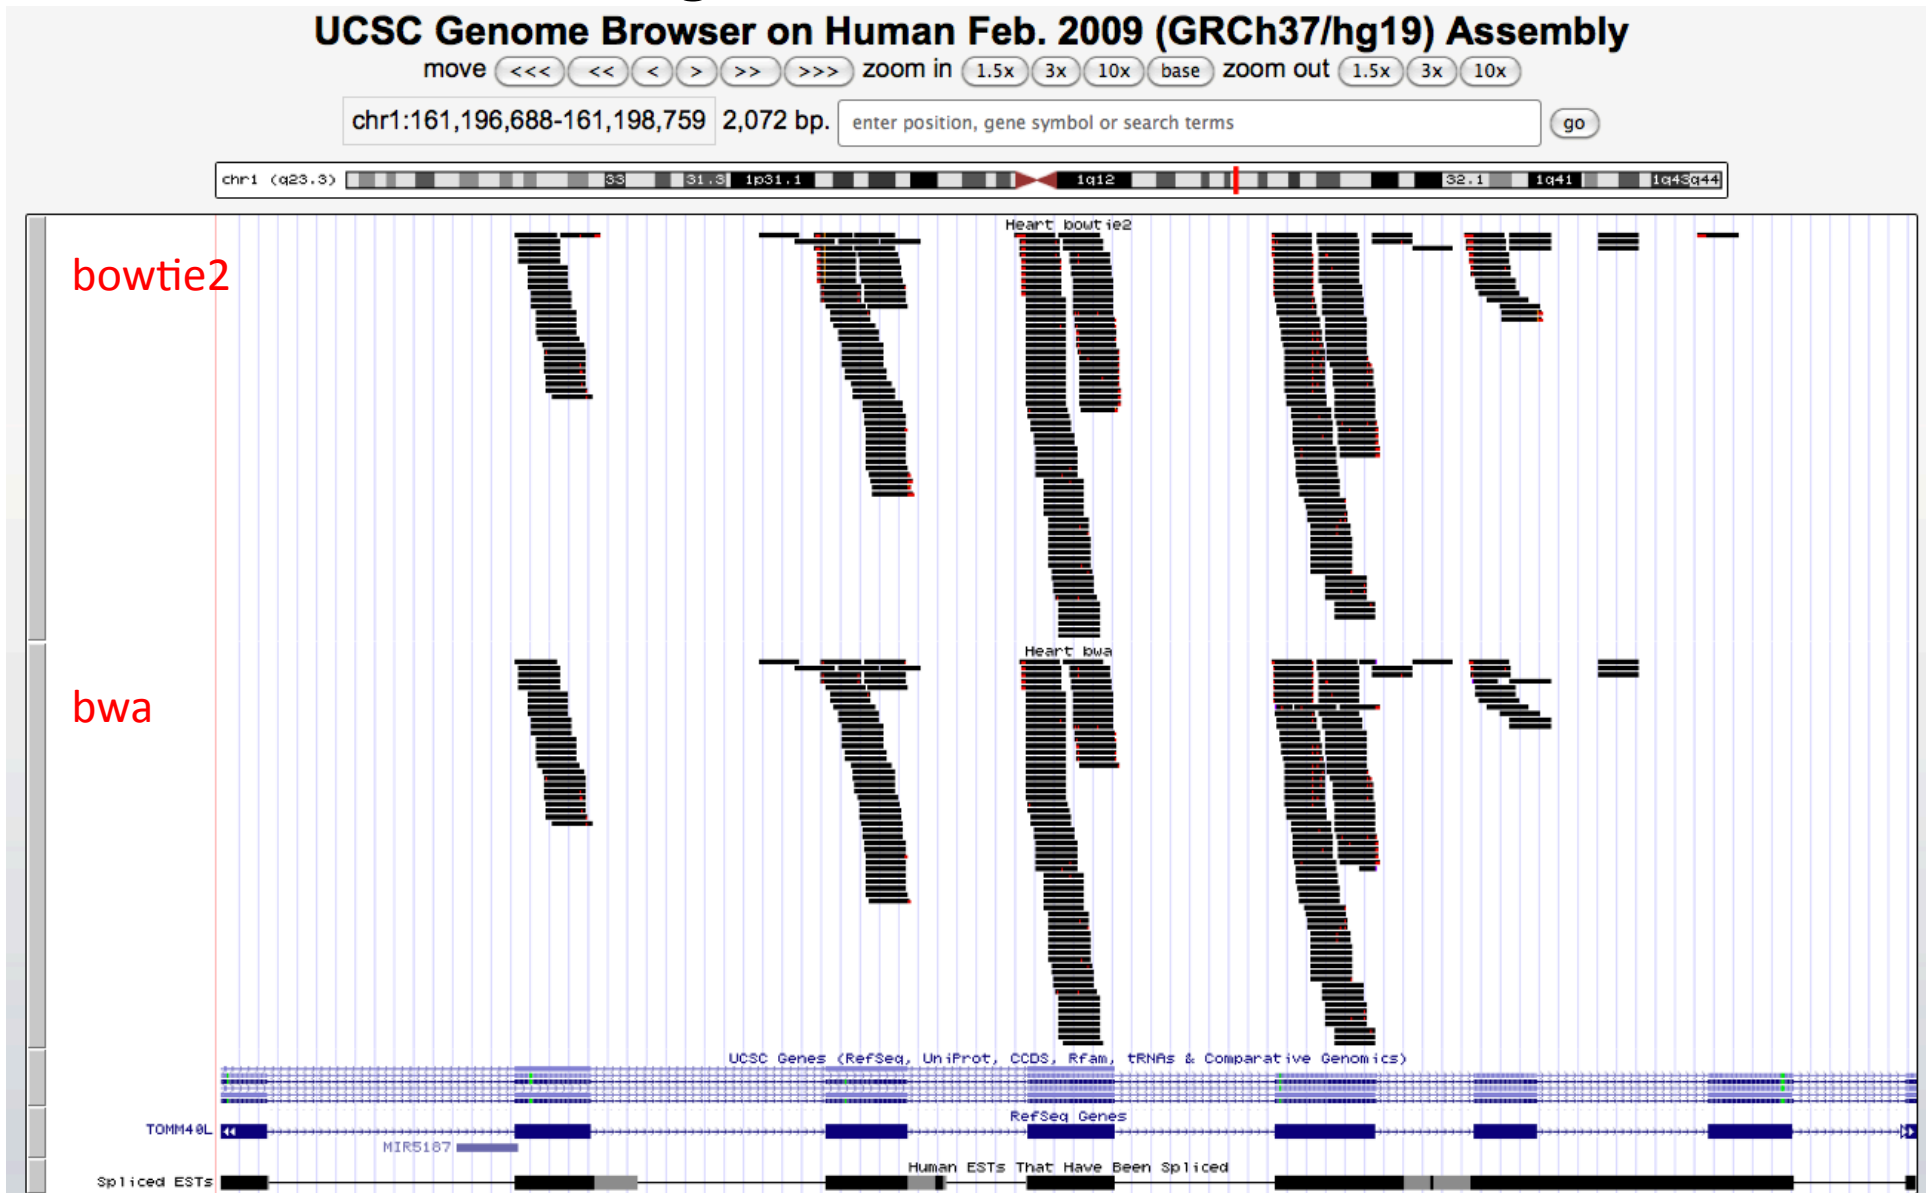 UCSC Genome Browser on Human Feb. 2009 (GRCh37/hg19) Assembly
move <<< << < > >> >>> zoom in 1.5x 3x 10x base zoom out 1.5x 3x 10x
chr1:161,196,688-161,198,759 2,072 bp. enter position, gene symbol or search terms go
chr1 (q23.3) 33 31.3 1p31.1 1q12 32.1 1q41 1q43 q44
Heart bowtie2
bowtie2
Heart bwa
bwa
UCSC Genes (RefSeq, UniProt, CCDS, Rfam, tRNAs & Comparative Genomics)
RefSeq Genes
TOMM40L
MIR5187
Human ESTs That Have Been Spliced
Spliced ESTs